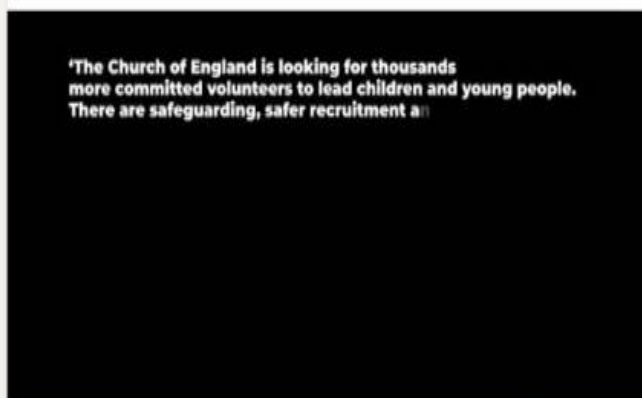 ‘The Church of England is looking for thousands
more committed volunteers to lead children and young people.
There are safeguarding, safer recruitment an